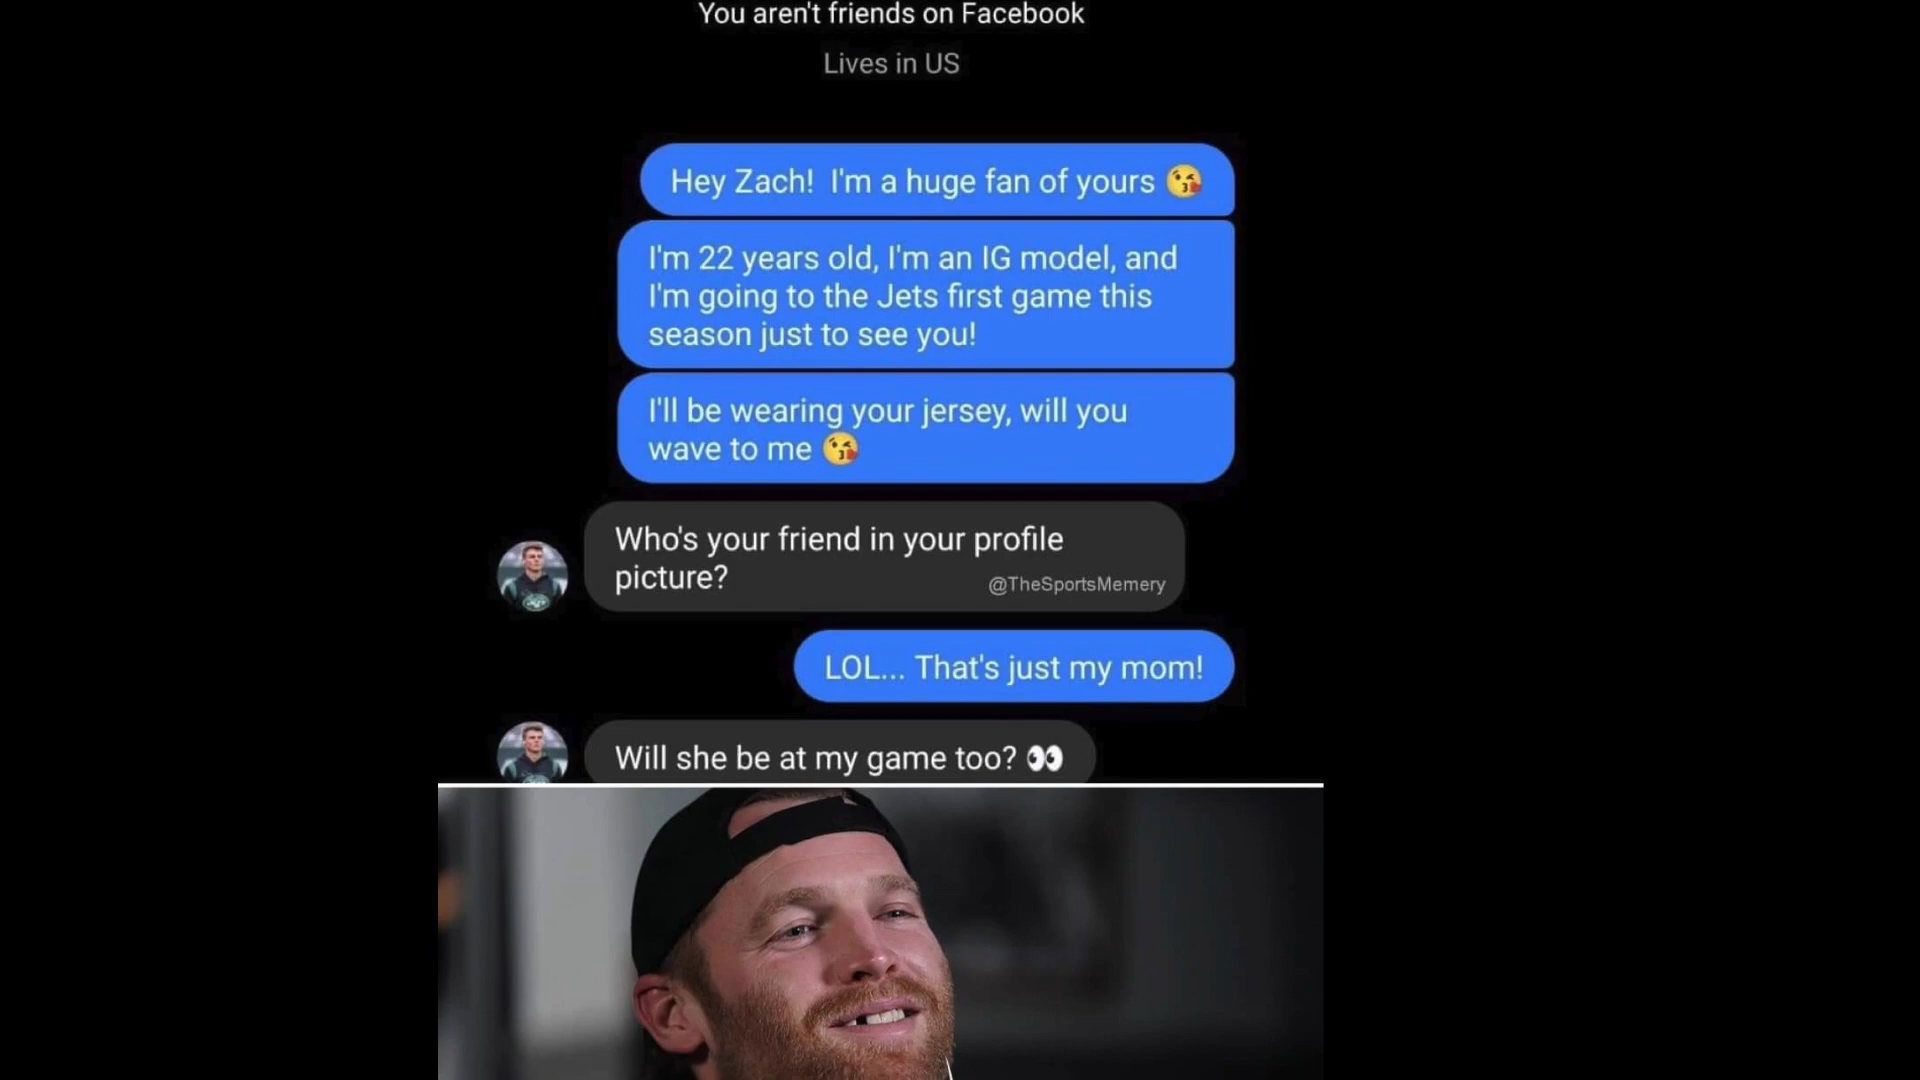 You aren't friends on Facebook
Lives in US
Hey Zach!  I'm a huge fan of yours 😘
I'm 22 years old, I'm an IG model, and
I'm going to the Jets first game this
season just to see you!
I'll be wearing your jersey, will you
wave to me 😘
Who's your friend in your profile
picture?
@TheSportsMemery
LOL... That's just my mom!
Will she be at my game too? 👀